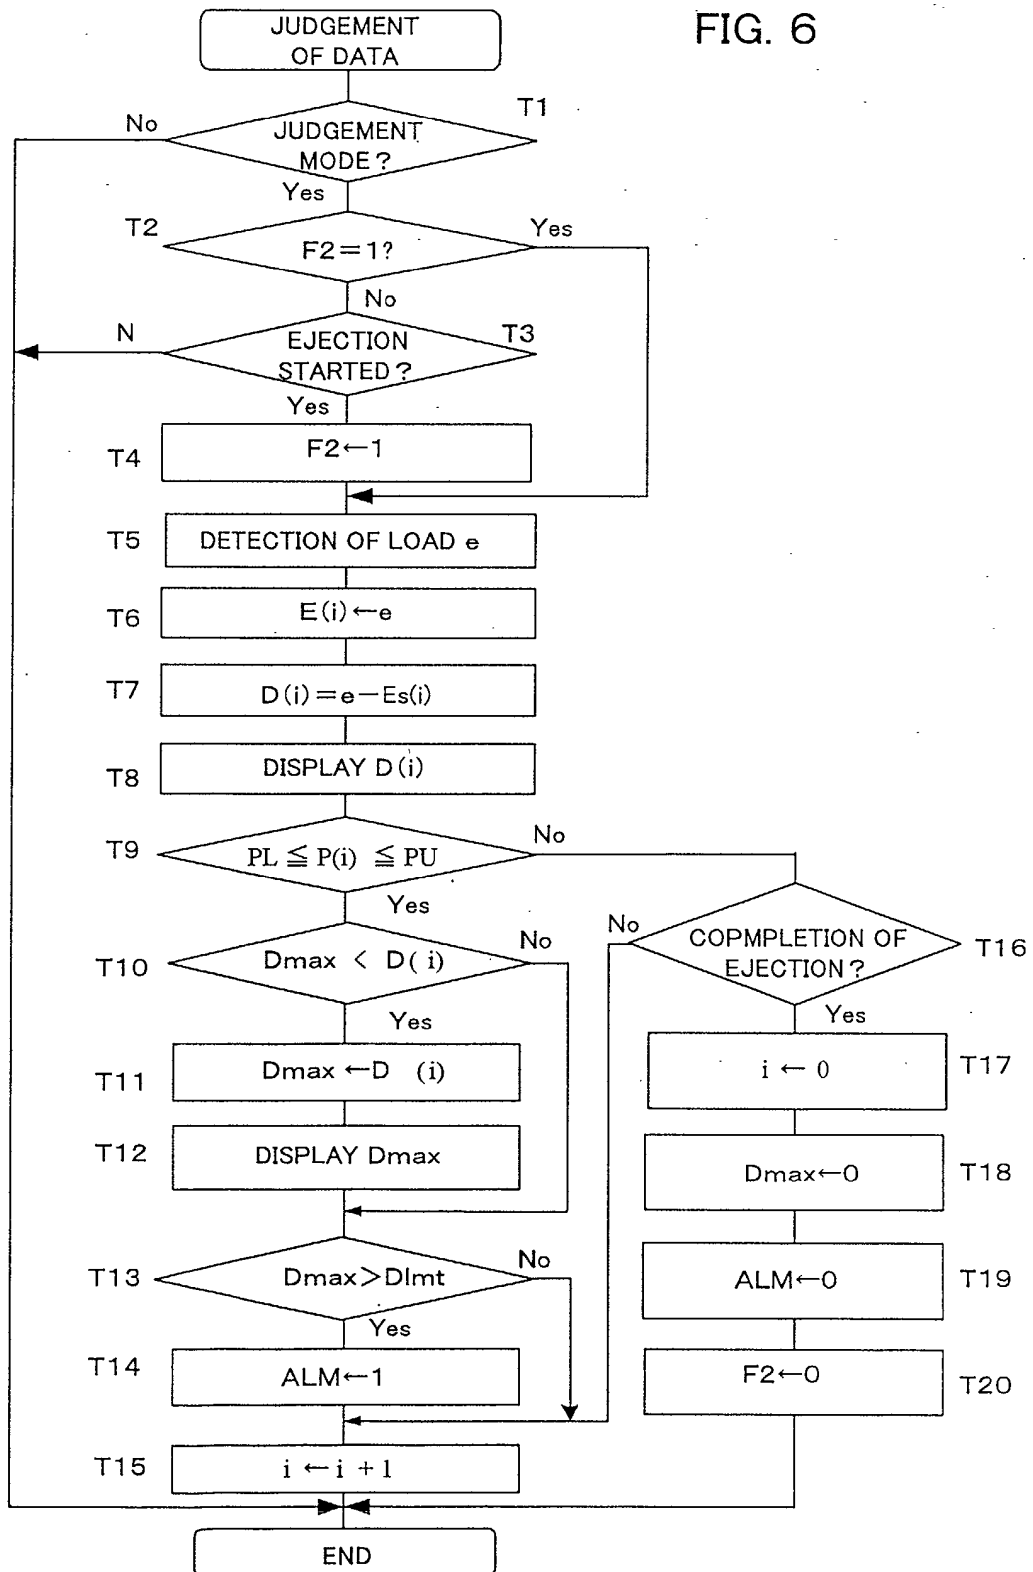 FIG. 6
JUDGEMENT
OF DATA
T1
No
JUDGEMENT
MODE?
Yes
T2
Yes
F2=1?
No
N
T3
EJECTION
STARTED?
Yes
T4
F2←1
T5
DETECTION OF LOAD e
T6
E(i)←e
T7
D(i)=e−Es(i)
T8
DISPLAY D(i)
T9
No
PL ≦ P(i) ≦ PU
Yes
No
COPMPLETION OF
EJECTION?
T16
Yes
T10
No
Dmax < D(i)
Yes
T11
Dmax←D (i)
i ← 0
T17
T12
DISPLAY Dmax
Dmax←0
T18
T13
No
Dmax>Dlmt
Yes
ALM←0
T19
T14
ALM←1
F2←0
T20
T15
i ← i + 1
END